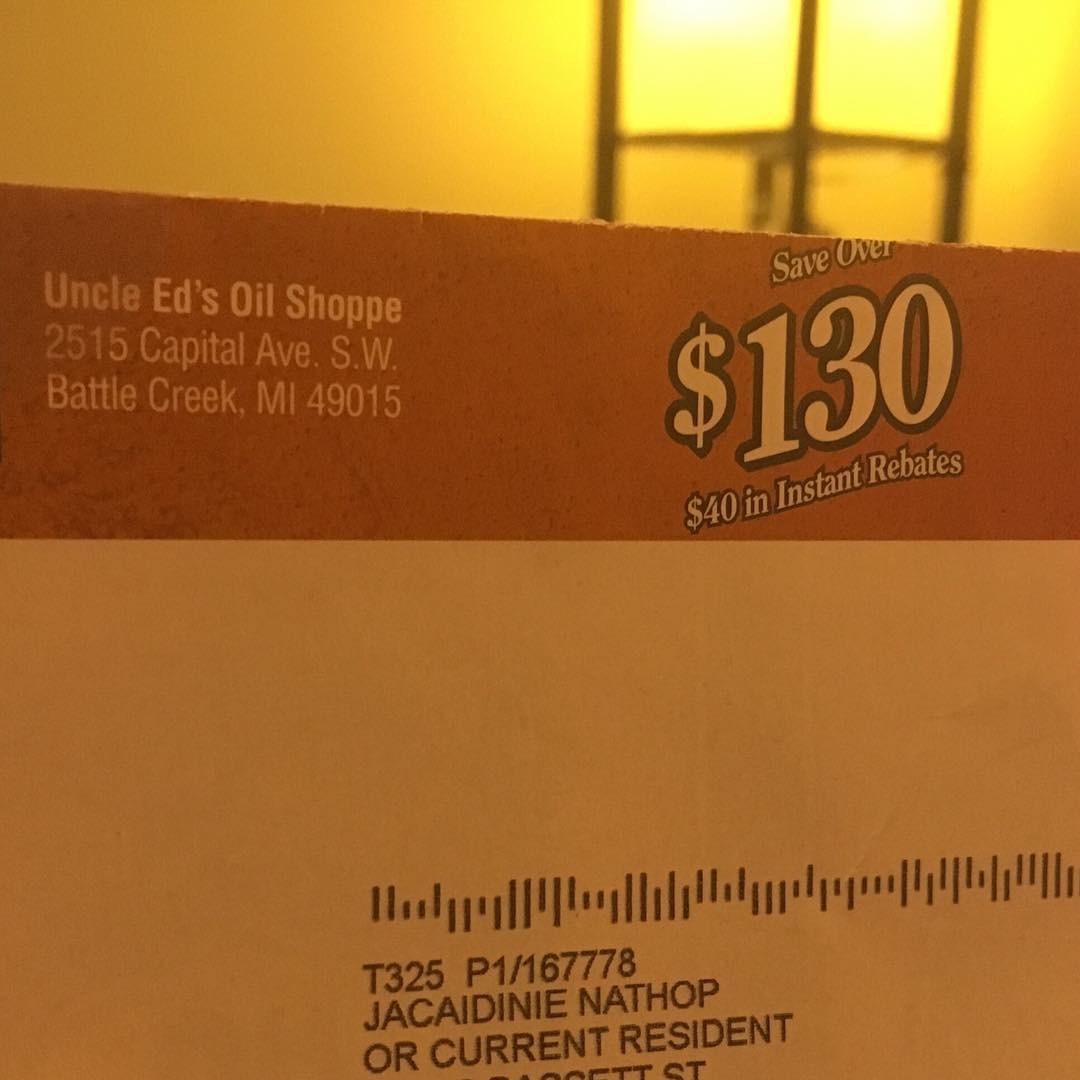 Uncle Ed's Oil Shoppe
2515 Capital Ave. S.W.
Battle Creek, MI 49015
Save Over
$130
$40 in Instant Rebates
T325 P1/167778
JACAIDINIE NATHOP
OR CURRENT RESIDENT
ST